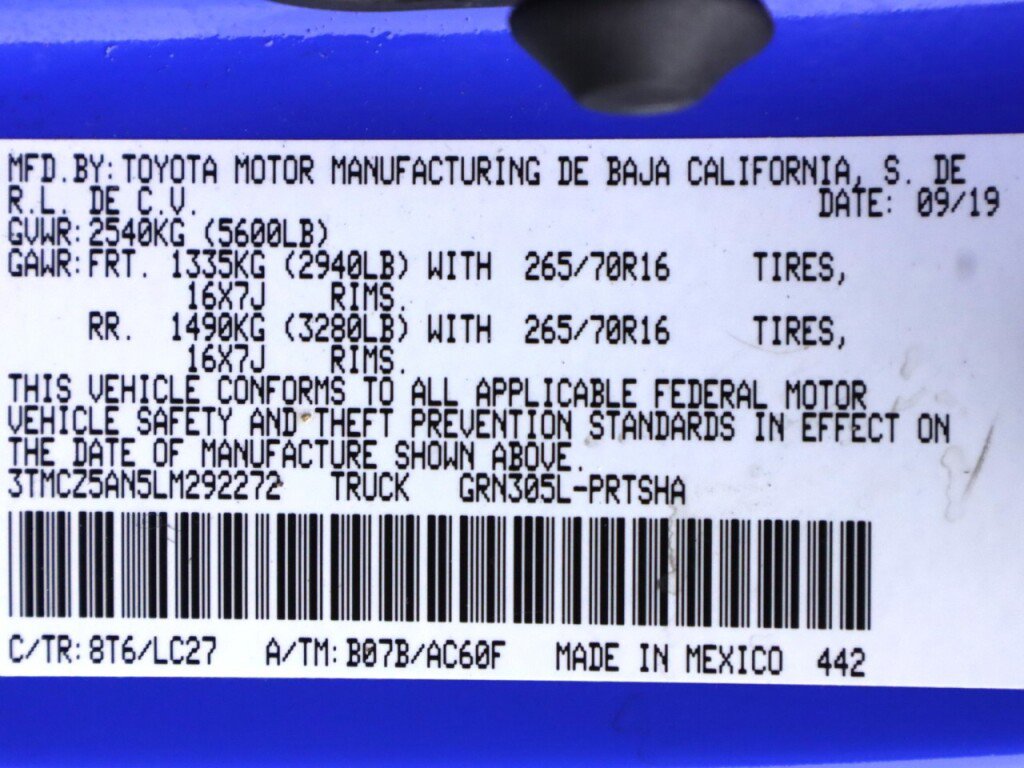 MFD.BY: TOYOTA MOTOR MANUFACTURING DE BAJA CALIFORNIA, S. DE
R.L. DE C.V. DATE: 09/19
GVWR: 2540KG (5600LB)
GAWR: FRT. 1335KG (2940LB) WITH 265/70R16 TIRES,
16X7J RIMS.
RR. 1490KG (3280LB) WITH 265/70R16 TIRES,
16X7J RIMS.
THIS VEHICLE CONFORMS TO ALL APPLICABLE FEDERAL MOTOR
VEHICLE SAFETY AND THEFT PREVENTION STANDARDS IN EFFECT ON
THE DATE OF MANUFACTURE SHOWN ABOVE.
3TMCZ5AN5LM292272 TRUCK GRN305L-PRTSHA
C/TR: 8T6/LC27 A/TM: B07B/AC60F MADE IN MEXICO 442